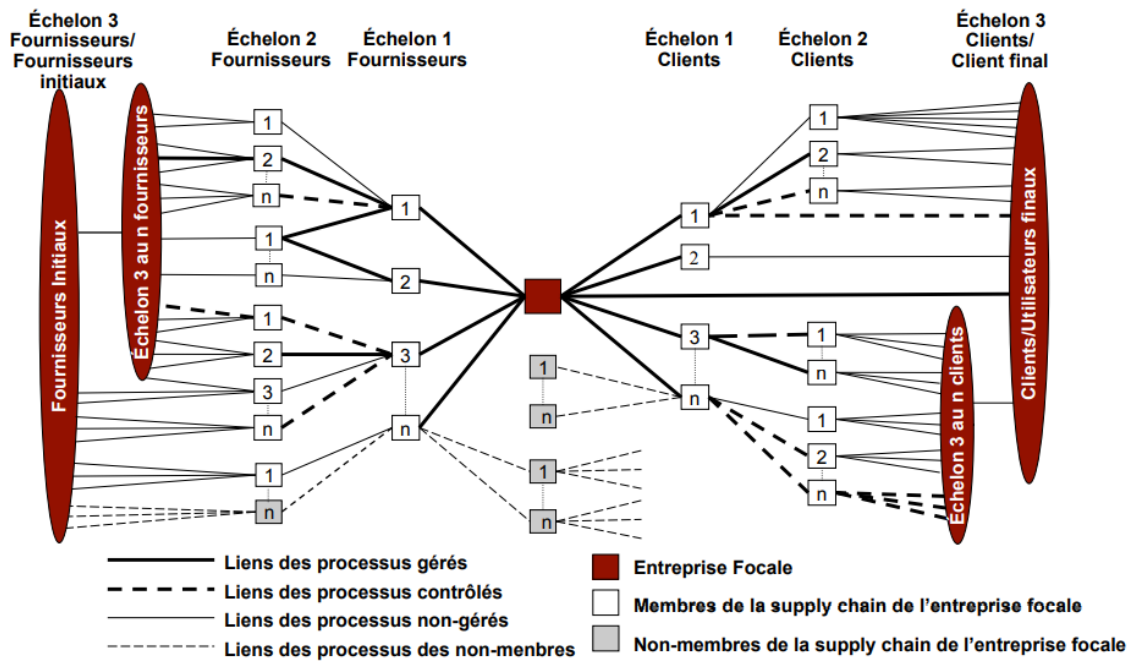 Échelon 3
Fournisseurs/
Fournisseurs
initiaux
Échelon 2
Fournisseurs
Échelon 1
Fournisseurs
Échelon 1
Clients
Échelon 2
Clients
Échelon 3
Clients/
Client final
Fournisseurs Initiaux
Échelon 3 au n fournisseurs
1
2
n
1
n
1
2
3
n
1
n
1
2
3
n
1
n
1
n
1
2
3
n
1
2
n
1
n
1
2
n
Echelon 3 au n clients
Clients/Utilisateurs finaux
Liens des processus gérés
Liens des processus contrôlés
Liens des processus non-gérés
Liens des processus des non-menbres
Entreprise Focale
Membres de la supply chain de l'entreprise focale
Non-membres de la supply chain de l'entreprise focale